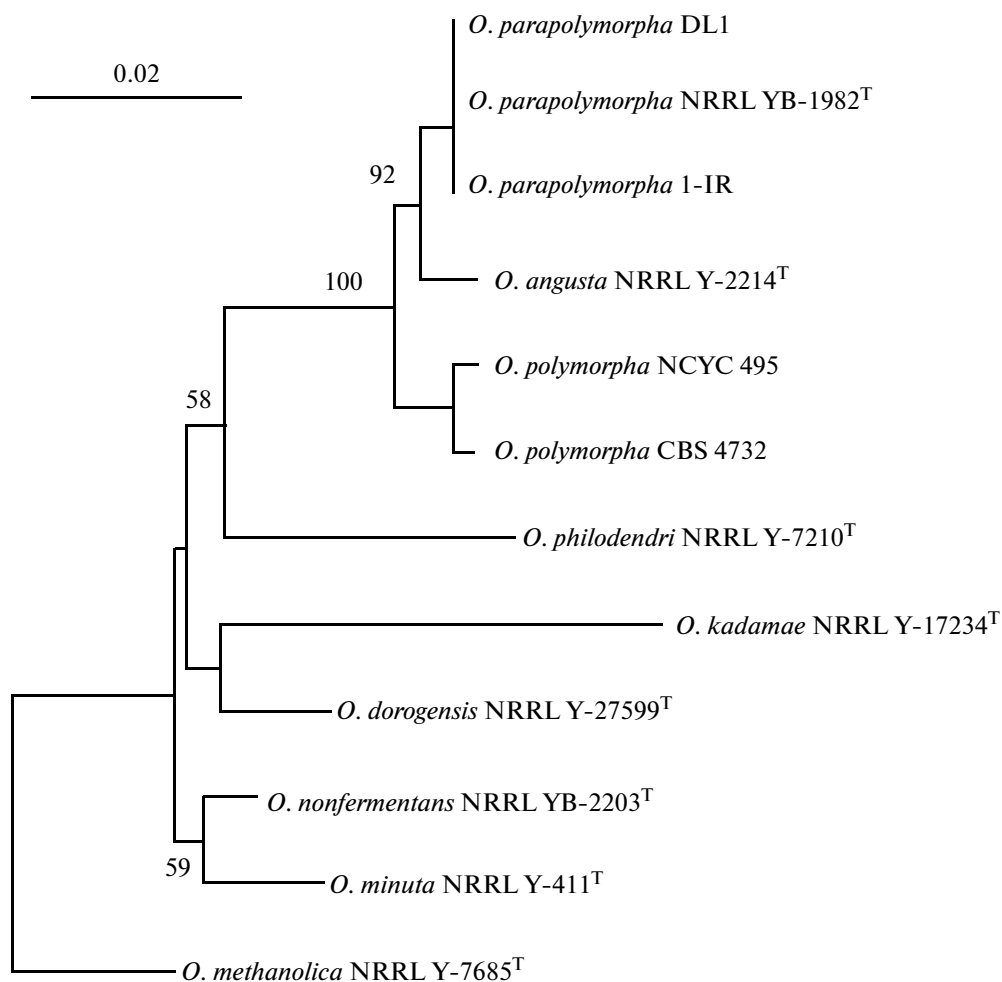 O. parapolymorpha DL1
0.02
O. parapolymorpha NRRL YB-1982ᵀ
92
O. parapolymorpha 1-IR
100
O. angusta NRRL Y-2214ᵀ
O. polymorpha NCYC 495
58
O. polymorpha CBS 4732
O. philodendri NRRL Y-7210ᵀ
O. kadamae NRRL Y-17234ᵀ
O. dorogensis NRRL Y-27599ᵀ
O. nonfermentans NRRL YB-2203ᵀ
59
O. minuta NRRL Y-411ᵀ
O. methanolica NRRL Y-7685ᵀ